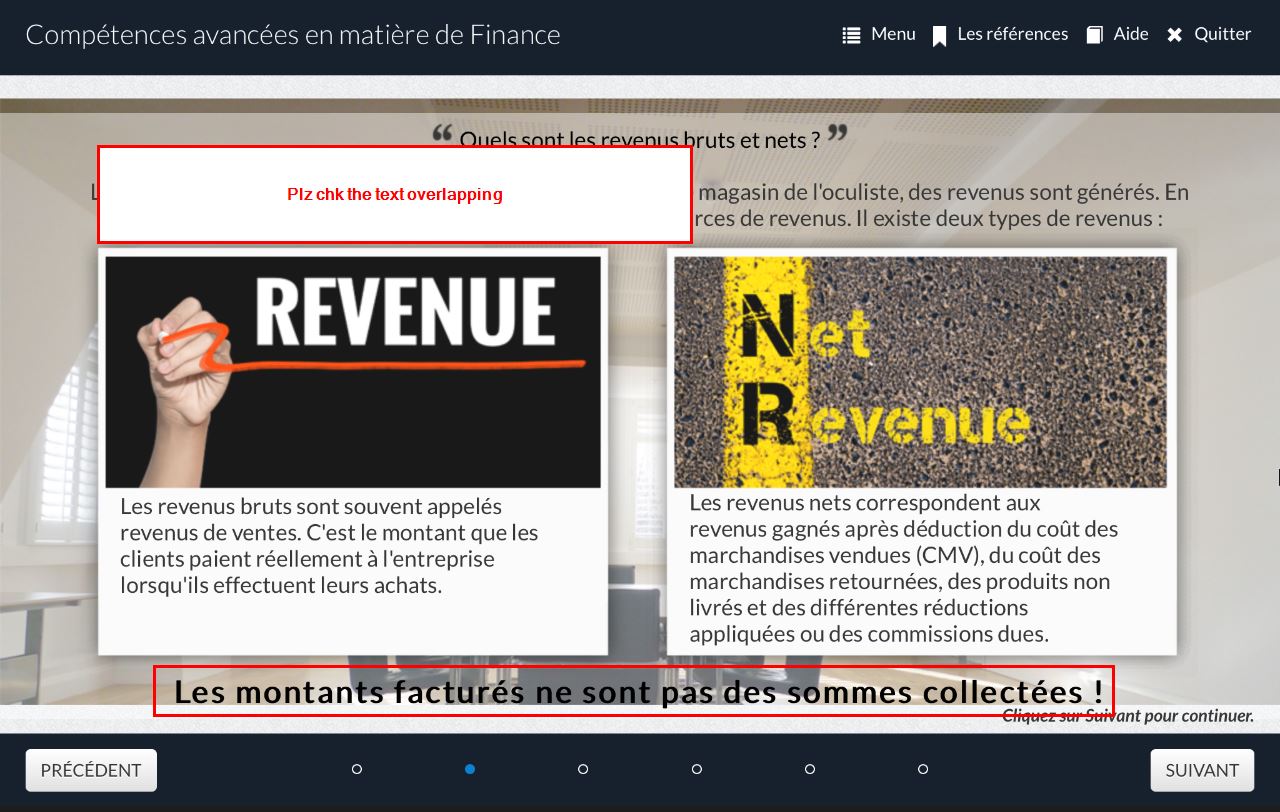 Compétences avancées en matière de Finance
Menu
Les références
Aide
Quitter
“ Quels sont les revenus bruts et nets ? ”
Plz chk the text overlapping
magasin de l'oculiste, des revenus sont générés. En
rces de revenus. Il existe deux types de revenus :
REVENUE
Net
Revenue
Les revenus bruts sont souvent appelés
revenus de ventes. C'est le montant que les
clients paient réellement à l'entreprise
lorsqu'ils effectuent leurs achats.
Les revenus nets correspondent aux
revenus gagnés après déduction du coût des
marchandises vendues (CMV), du coût des
marchandises retournées, des produits non
livrés et des différentes réductions
appliquées ou des commissions dues.
Les montants facturés ne sont pas des sommes collectées !
Cliquez sur Suivant pour continuer.
PRÉCÉDENT
SUIVANT